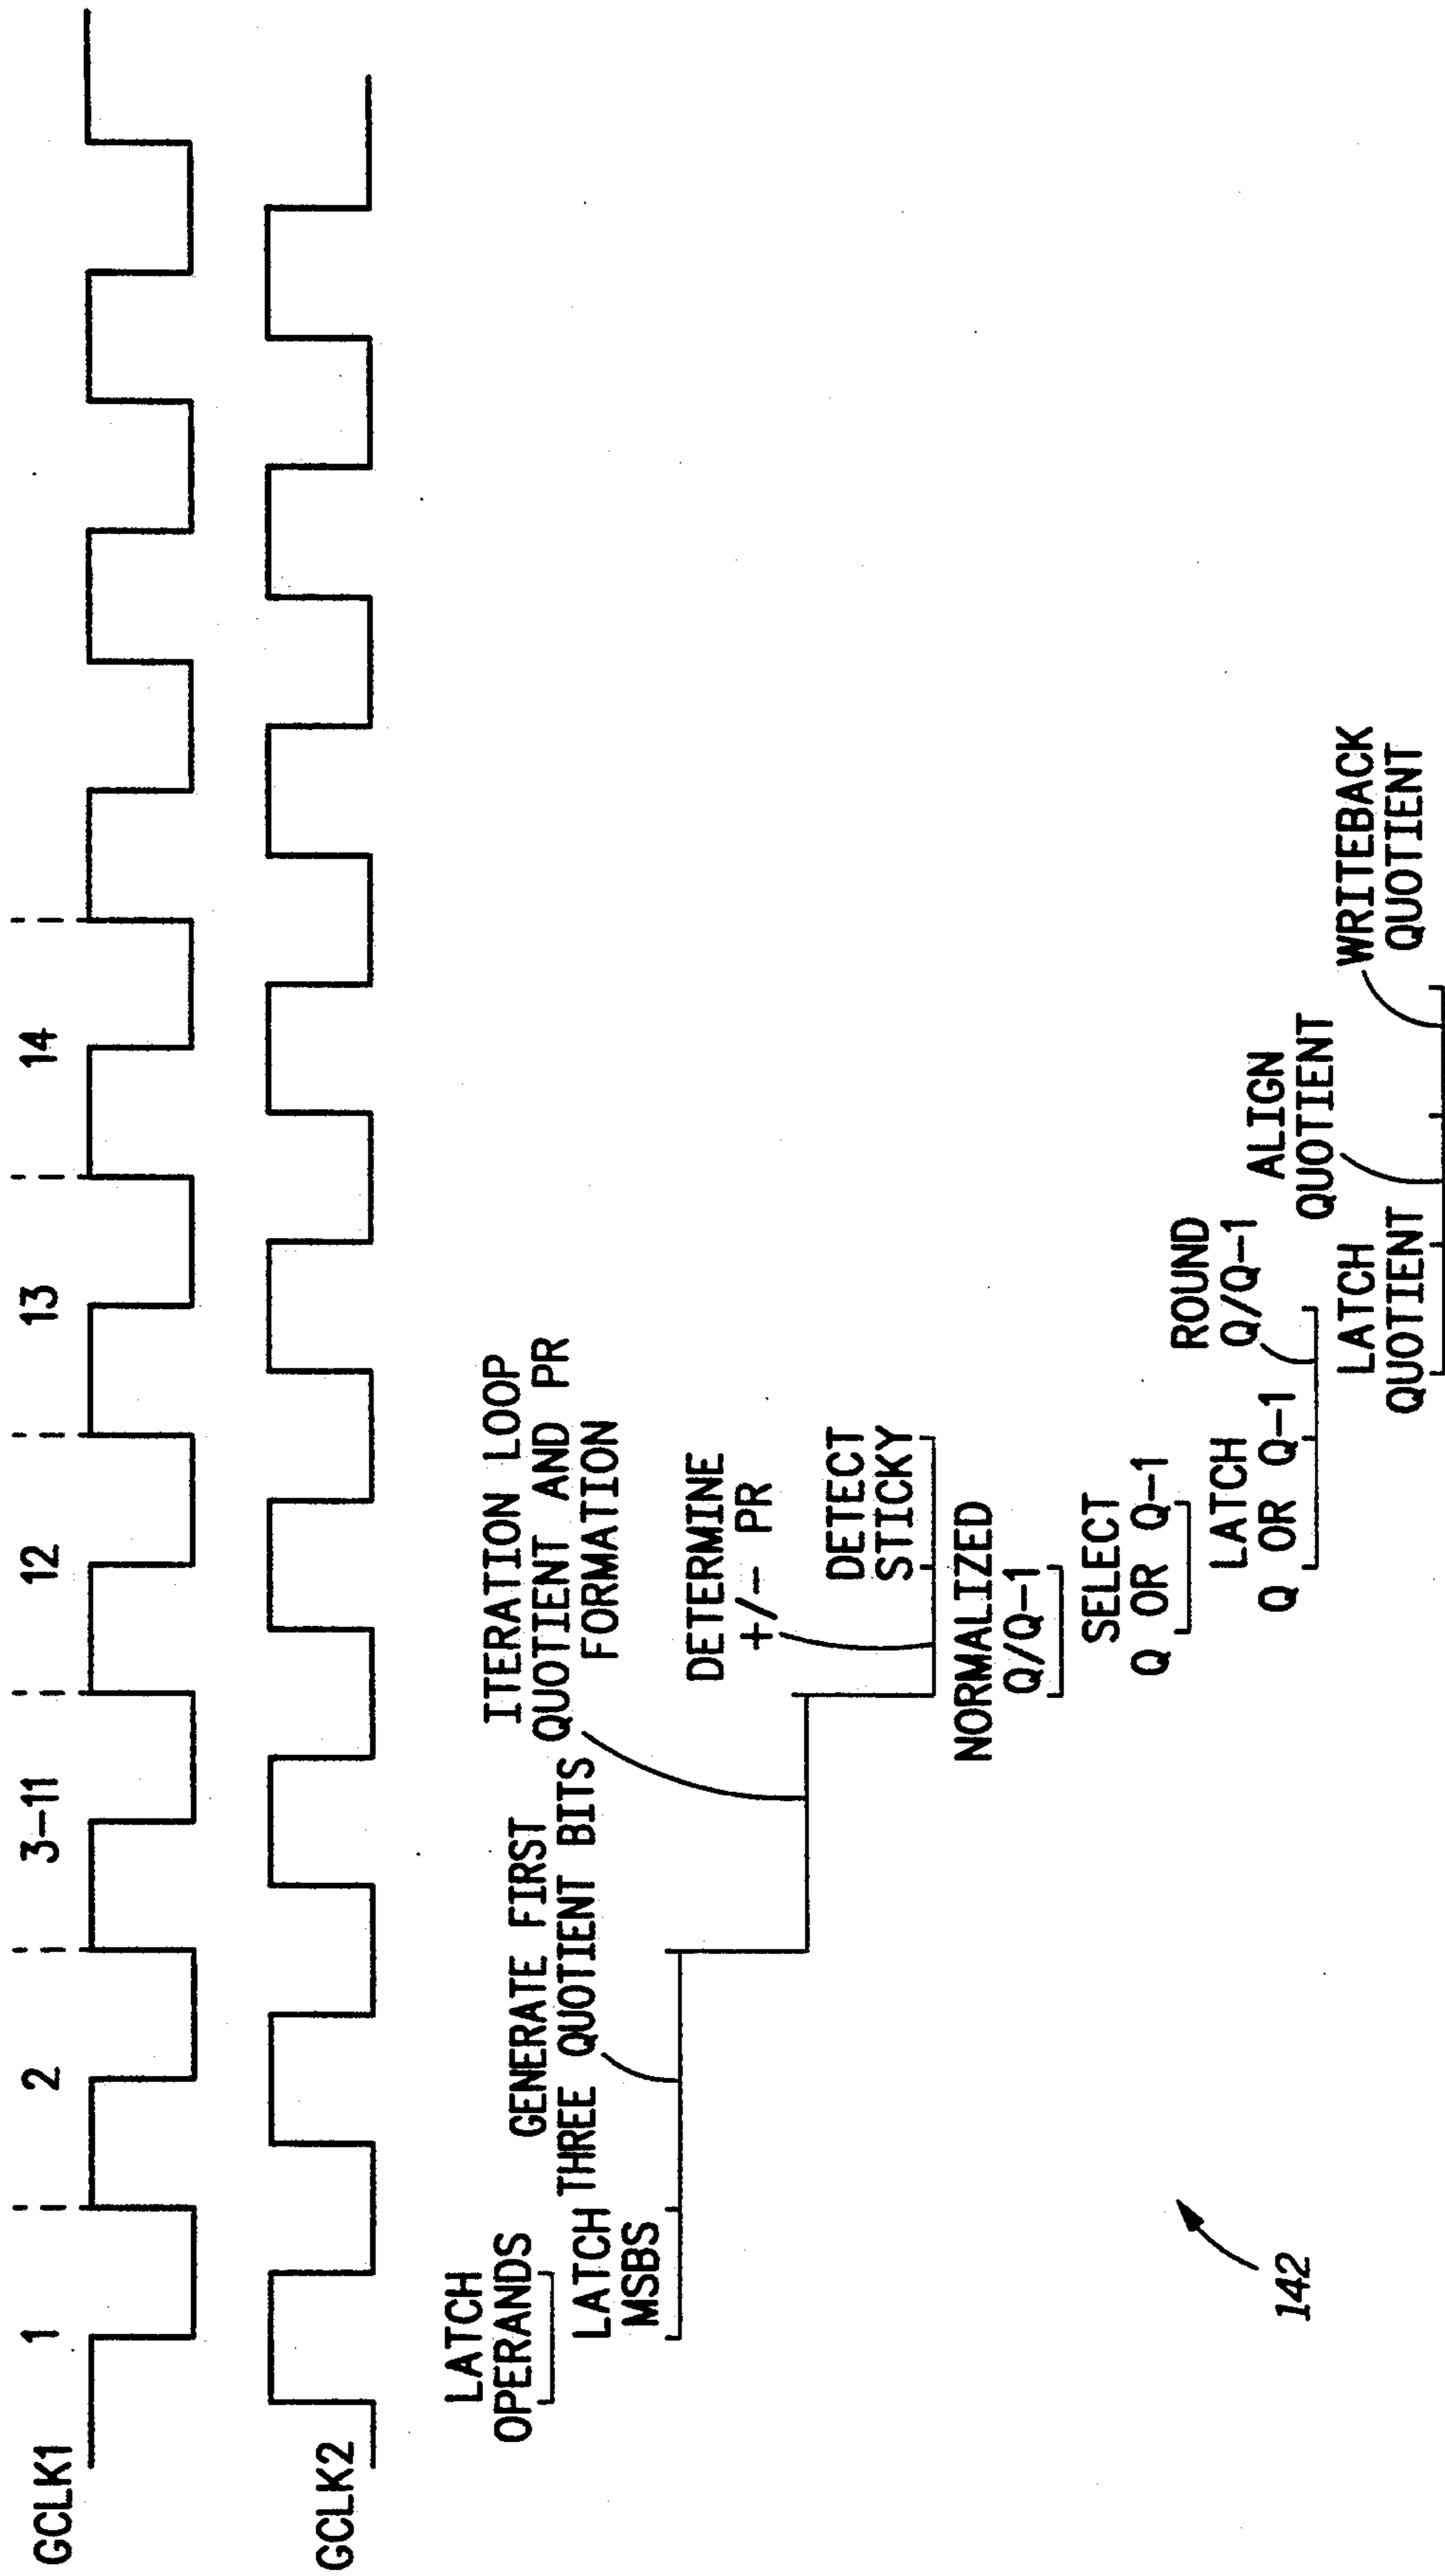 1
2
3-11
12
13
14
GCLK1
GCLK2
LATCH
OPERANDS
LATCH
MSBS
GENERATE FIRST
THREE QUOTIENT BITS
ITERATION LOOP
QUOTIENT AND PR
FORMATION
DETERMINE
+/- PR
DETECT
STICKY
NORMALIZED
Q/Q-1
SELECT
Q OR Q-1
LATCH
Q OR Q-1
ROUND
Q/Q-1
LATCH
QUOTIENT
ALIGN
QUOTIENT
WRITEBACK
QUOTIENT
142